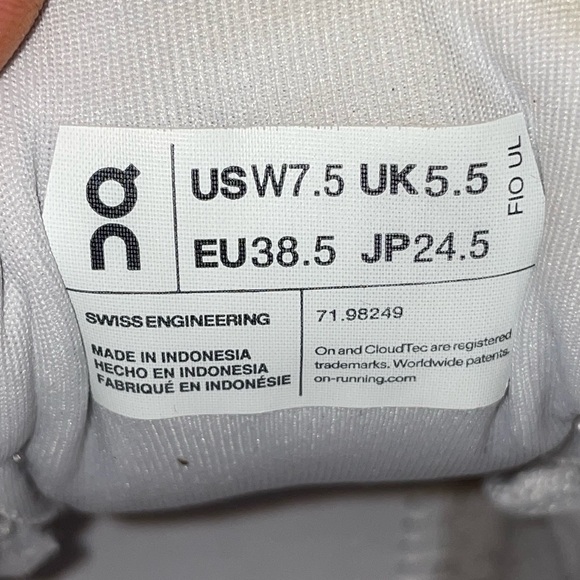 On
USW7.5 UK5.5
EU38.5 JP24.5
FIO UL
SWISS ENGINEERING
MADE IN INDONESIA
HECHO EN INDONESIA
FABRIQUÉ EN INDONÉSIE
71.98249
On and CloudTec are registered
trademarks. Worldwide patents.
on-running.com